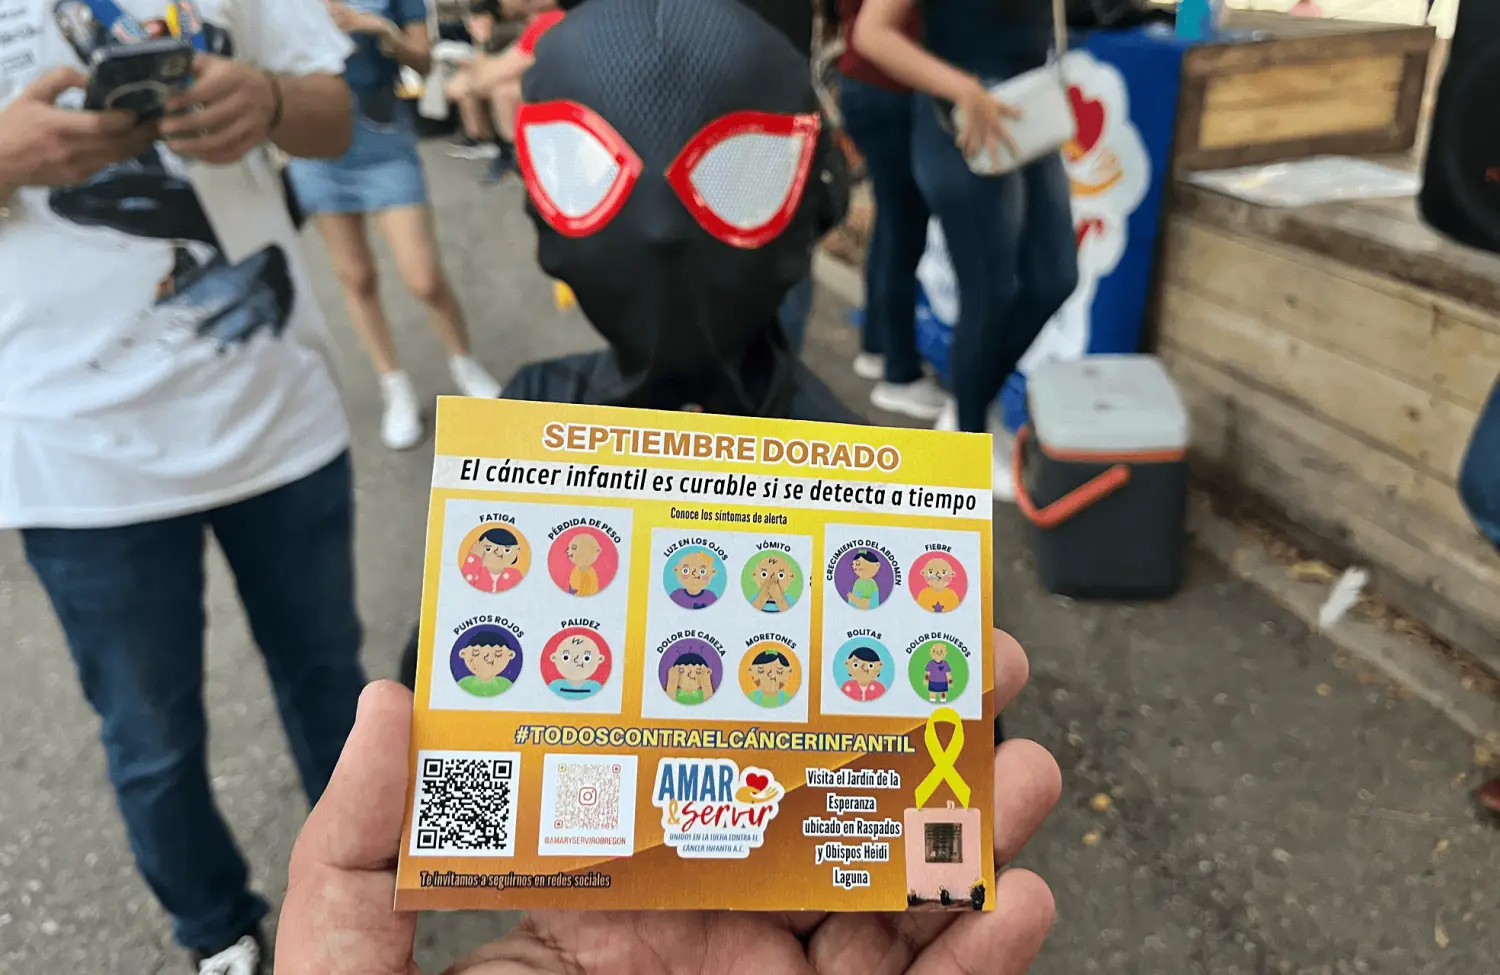 SEPTIEMBRE DORADO
El cáncer infantil es curable si se detecta a tiempo
Conoce los síntomas de alerta
FATIGA
PÉRDIDA DE PESO
PUNTOS ROJOS
PALIDEZ
LUZ EN LOS OJOS
VÓMITO
DOLOR DE CABEZA
MORETONES
CRECIMIENTO DEL ABDOMEN
FIEBRE
BOLITAS
DOLOR DE HUESOS
#TODOSCONTRAELCÁNCERINFANTIL
@AMARYSERVIROBREGON
Te invitamos a seguirnos en redes sociales
AMAR
& servir
UNIDOS EN LA LUCHA CONTRA EL
CÁNCER INFANTIL A.C.
Visita el Jardín de la
Esperanza
ubicado en Raspados
y Obispos Heidi
Laguna